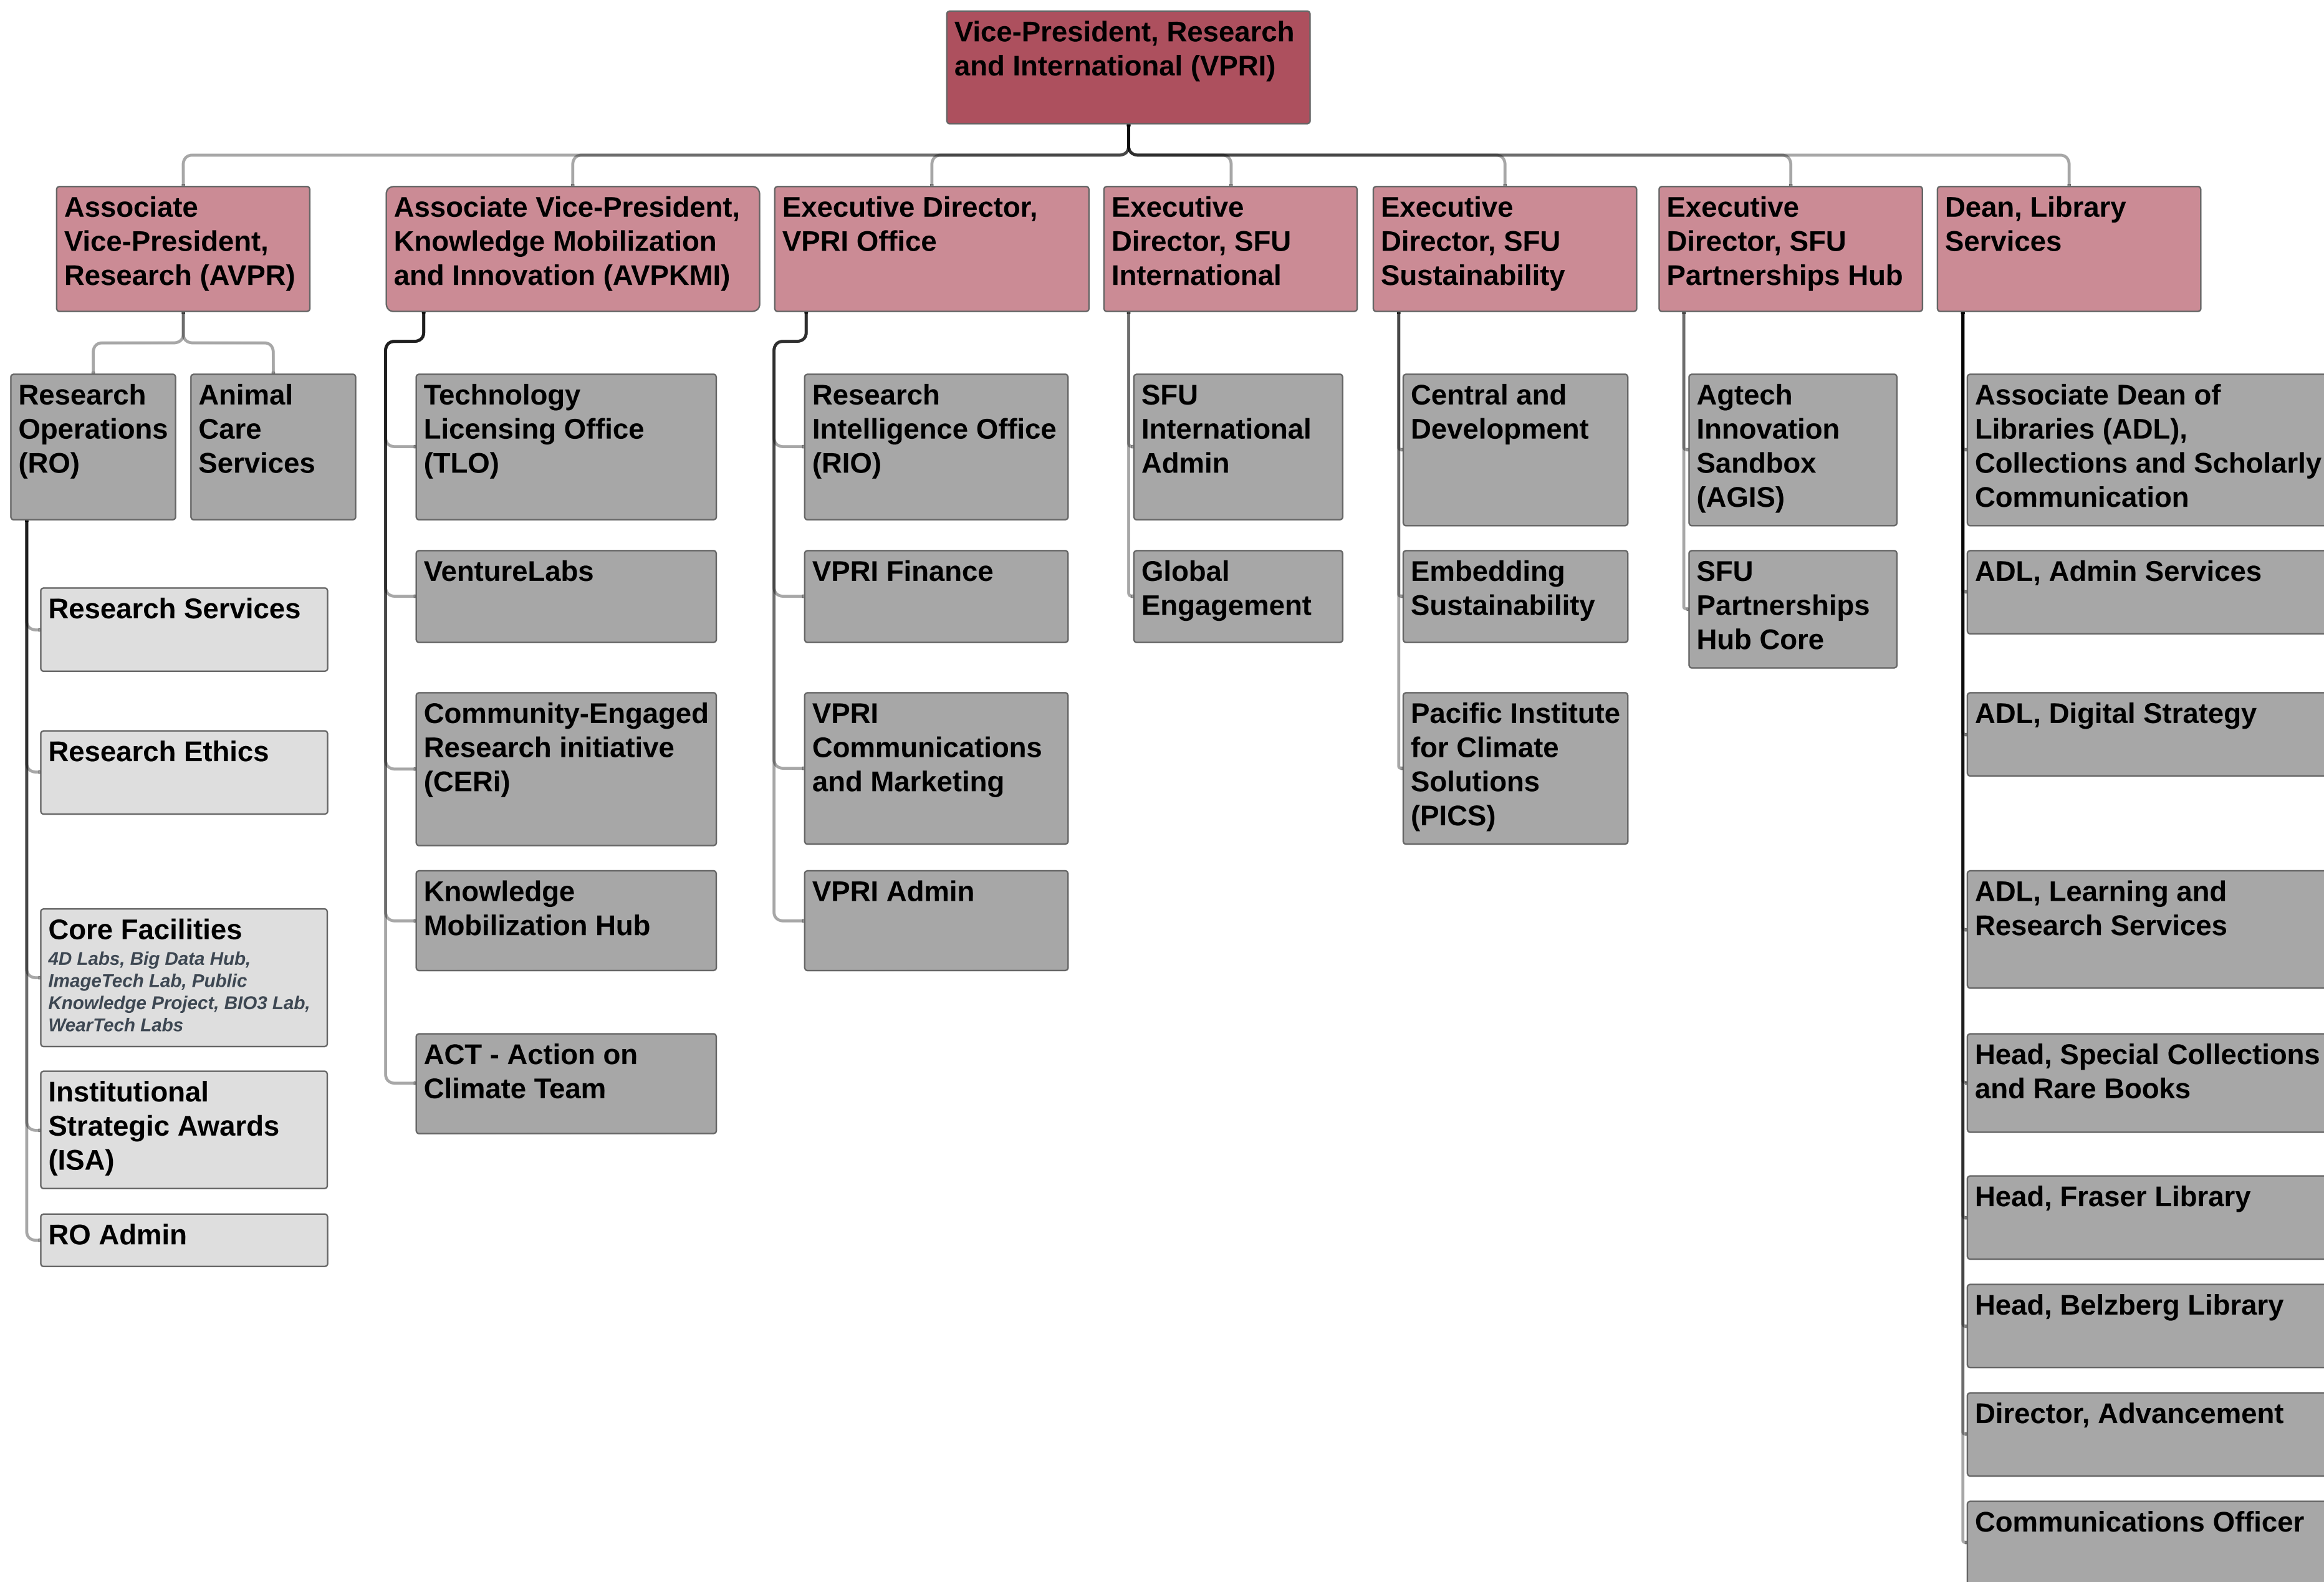 Vice-President, Research
and International (VPRI)
Associate
Vice-President,
Research (AVPR)
Associate Vice-President,
Knowledge Mobilization
and Innovation (AVPKMI)
Executive Director,
VPRI Office
Executive
Director, SFU
International
Executive
Director, SFU
Sustainability
Executive
Director, SFU
Partnerships Hub
Dean, Library
Services
Research
Operations
(RO)
Animal
Care
Services
Research Services
Research Ethics
Core Facilities
4D Labs, Big Data Hub,
ImageTech Lab, Public
Knowledge Project, BIO3 Lab,
WearTech Labs
Institutional
Strategic Awards
(ISA)
RO Admin
Technology
Licensing Office
(TLO)
VentureLabs
Community-Engaged
Research initiative
(CERi)
Knowledge
Mobilization Hub
ACT - Action on
Climate Team
Research
Intelligence Office
(RIO)
VPRI Finance
VPRI
Communications
and Marketing
VPRI Admin
SFU
International
Admin
Global
Engagement
Central and
Development
Embedding
Sustainability
Pacific Institute
for Climate
Solutions
(PICS)
Agtech
Innovation
Sandbox
(AGIS)
SFU
Partnerships
Hub Core
Associate Dean of
Libraries (ADL),
Collections and Scholarly
Communication
ADL, Admin Services
ADL, Digital Strategy
ADL, Learning and
Research Services
Head, Special Collections
and Rare Books
Head, Fraser Library
Head, Belzberg Library
Director, Advancement
Communications Officer